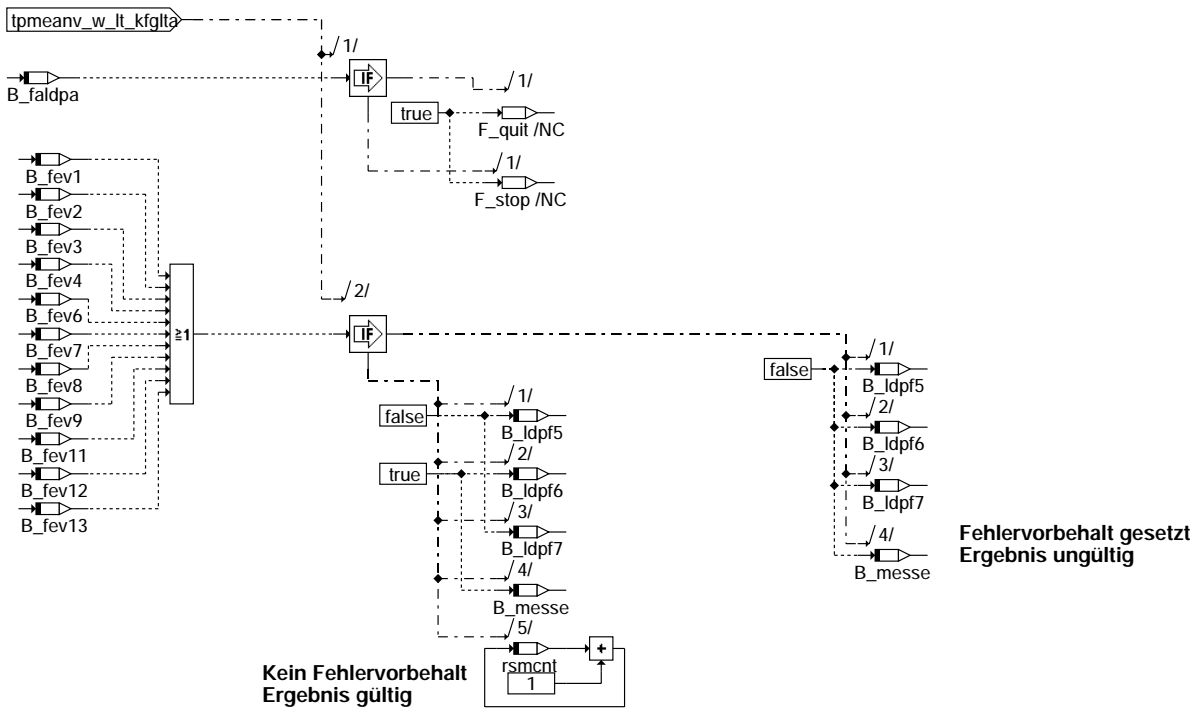 tpmeanv_w_lt_kfglta
/1/
B_faldpa
IF
/1/
true
F_quit /NC
/1/
F_stop /NC
B_fev1
B_fev2
B_fev3
B_fev4
B_fev6
B_fev7
B_fev8
B_fev9
B_fev11
B_fev12
B_fev13
≥1
/2/
IF
/1/
false
B_ldpf5
/2/
true
B_ldpf6
/3/
B_ldpf7
/4/
B_messe
/5/
rsmcnt
+
1
Kein Fehlervorbehalt
Ergebnis gültig
/1/
false
B_ldpf5
/2/
B_ldpf6
/3/
B_ldpf7
/4/
B_messe
Fehlervorbehalt gesetzt
Ergebnis ungültig